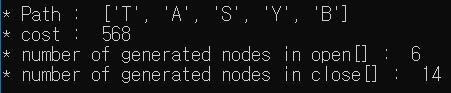 * Path :  ['T', 'A', 'S', 'Y', 'B']
* cost :  568
* number of generated nodes in open[] :  6
* number of generated nodes in close[] :  14